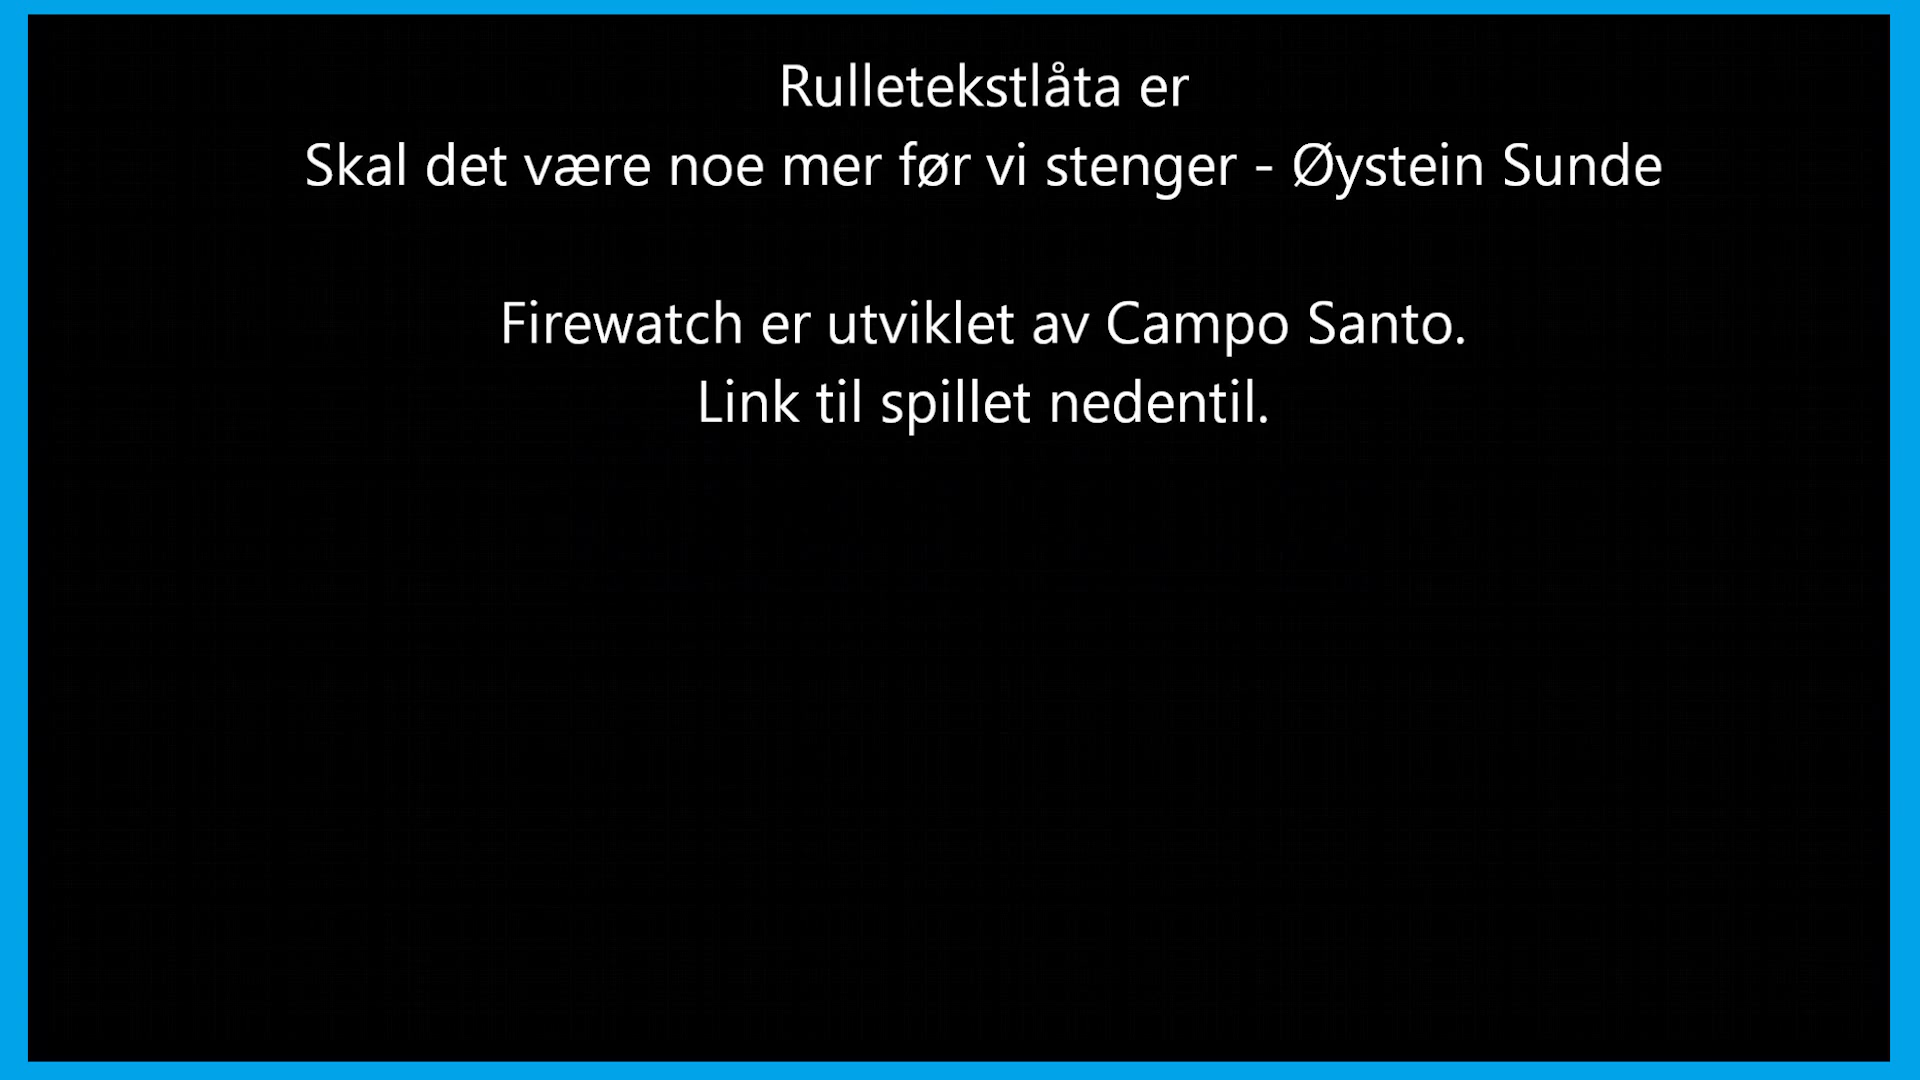 Rulletekstlåta er
Skal det være noe mer før vi stenger - Øystein Sunde
Firewatch er utviklet av Campo Santo.
Link til spillet nedentil.